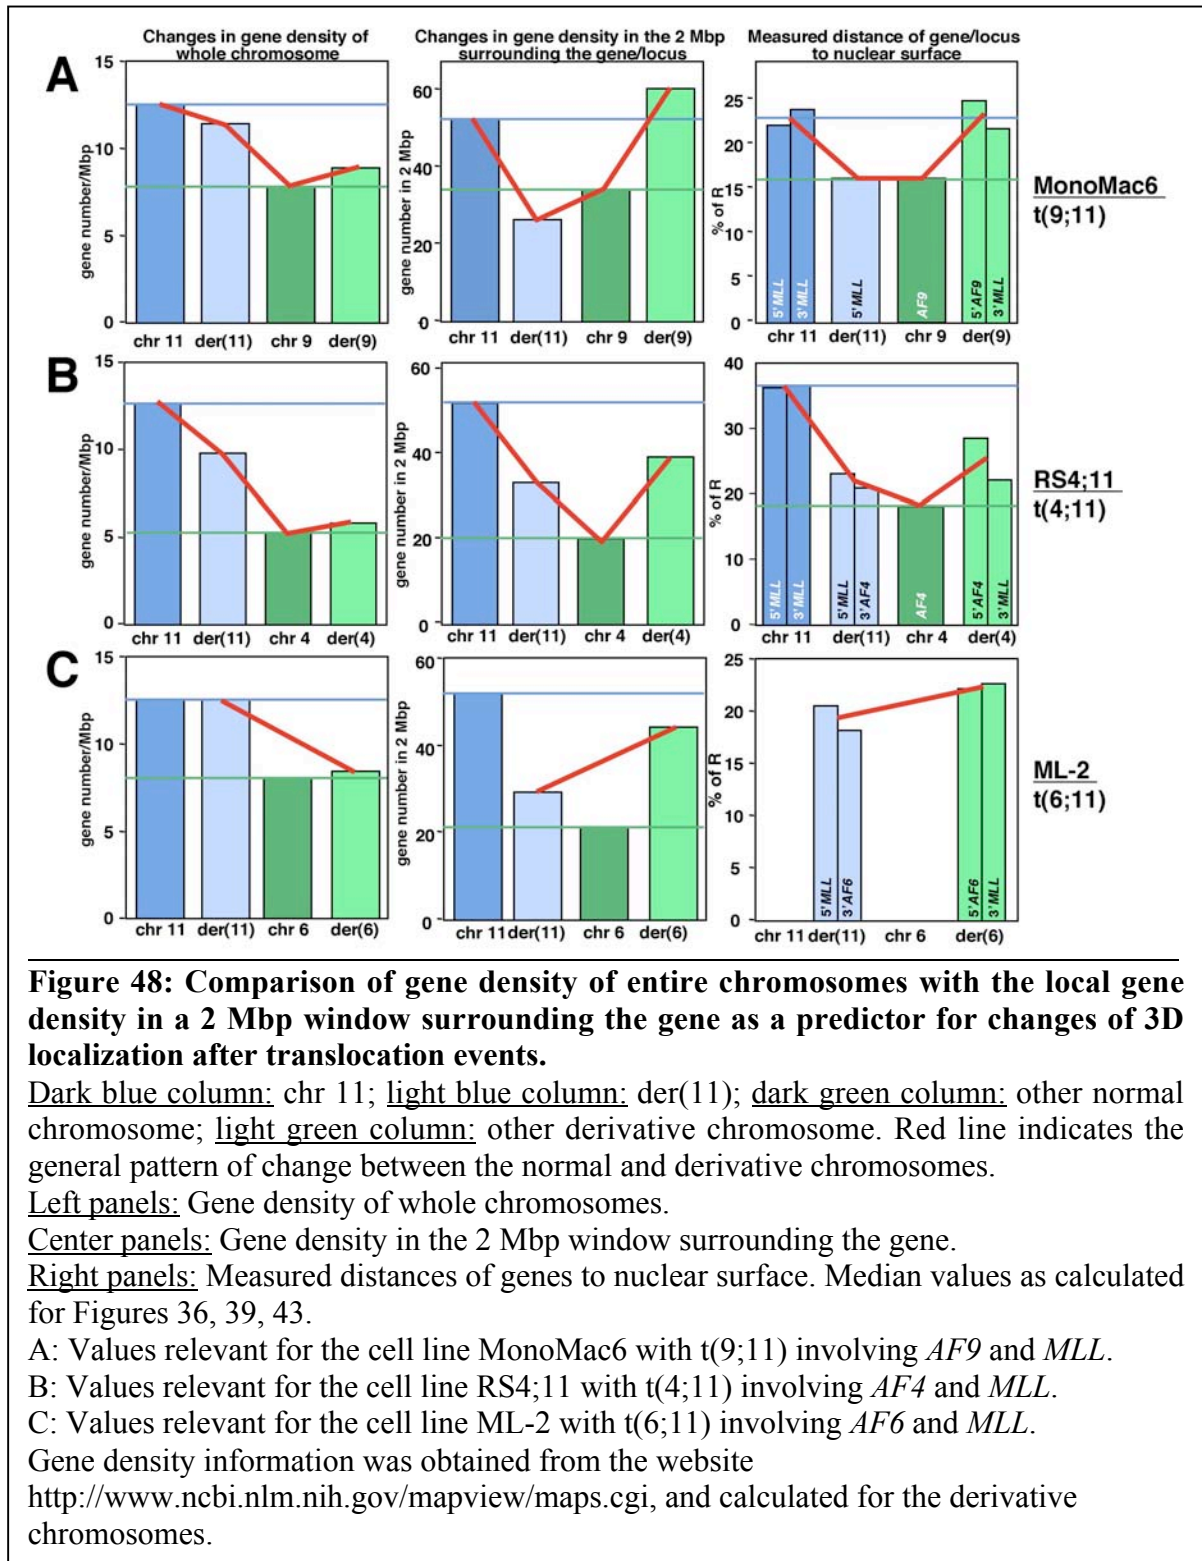 Changes in gene density of
whole chromosome
Changes in gene density in the 2 Mbp
surrounding the gene/locus
Measured distance of gene/locus
to nuclear surface
A
gene number/Mbp
15
10
5
0
chr 11 der(11) chr 9 der(9)
gene number in 2 Mbp
60
40
20
0
chr 11 der(11) chr 9 der(9)
% of R
25
20
15
10
5
0
5'MLL 3'MLL 5'MLL AF9 5'AF9 3'MLL
chr 11 der(11) chr 9 der(9)
MonoMac6
t(9;11)
B
gene number/Mbp
15
10
5
0
chr 11 der(11) chr 4 der(4)
gene number in 2 Mbp
60
40
20
0
chr 11 der(11) chr 4 der(4)
% of R
40
30
20
10
0
5'MLL 3'MLL 5'MLL 3'AF4 AF4 5'AF4 3'MLL
chr 11 der(11) chr 4 der(4)
RS4;11
t(4;11)
C
gene number/Mbp
15
10
5
0
chr 11 der(11) chr 6 der(6)
gene number in 2 Mbp
60
40
20
0
chr 11 der(11) chr 6 der(6)
% of R
25
20
15
10
5
0
5'MLL 3'AF6 5'AF6 3'MLL
chr 11 der(11) chr 6 der(6)
ML-2
t(6;11)
Figure 48: Comparison of gene density of entire chromosomes with the local gene
density in a 2 Mbp window surrounding the gene as a predictor for changes of 3D
localization after translocation events.
Dark blue column: chr 11; light blue column: der(11); dark green column: other normal
chromosome; light green column: other derivative chromosome. Red line indicates the
general pattern of change between the normal and derivative chromosomes.
Left panels: Gene density of whole chromosomes.
Center panels: Gene density in the 2 Mbp window surrounding the gene.
Right panels: Measured distances of genes to nuclear surface. Median values as calculated
for Figures 36, 39, 43.
A: Values relevant for the cell line MonoMac6 with t(9;11) involving AF9 and MLL.
B: Values relevant for the cell line RS4;11 with t(4;11) involving AF4 and MLL.
C: Values relevant for the cell line ML-2 with t(6;11) involving AF6 and MLL.
Gene density information was obtained from the website
http://www.ncbi.nlm.nih.gov/mapview/maps.cgi, and calculated for the derivative
chromosomes.